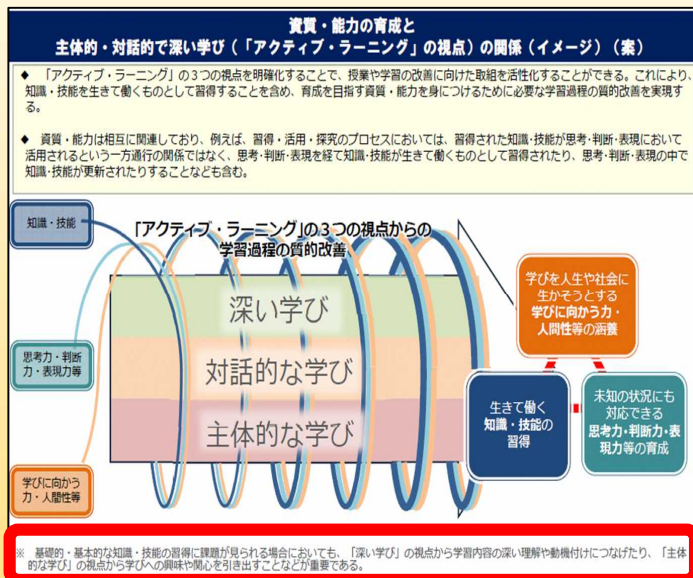 資質・能力の育成と
主体的・対話的で深い学び（「アクティブ・ラーニング」の視点）の関係（イメージ）（案）
◆ 「アクティブ・ラーニング」の３つの視点を明確化することで、授業や学習の改善に向けた取組を活性化することができる。これにより、
知識・技能を生きて働くものとして習得することを含め、育成を目指す資質・能力を身につけるために必要な学習過程の質的改善を実現す
る。
◆ 資質・能力は相互に関連しており、例えば、習得・活用・探究のプロセスにおいては、習得された知識・技能が思考・判断・表現において
活用されるという一方通行の関係ではなく、思考・判断・表現を経て知識・技能が生きて働くものとして習得されたり、思考・判断・表現の中で
知識・技能が更新されたりすることなども含む。
知識・技能
「アクティブ・ラーニング」の３つの視点からの
学習過程の質的改善
深い学び
対話的な学び
主体的な学び
思考力・判断
力・表現力等
学びに向かう
力・人間性等
学びを人生や社会に
生かそうとする
学びに向かう力・
人間性等の涵養
生きて働く
知識・技能の
習得
未知の状況にも
対応できる
思考力・判断力・表
現力等の育成
※ 基礎的・基本的な知識・技能の習得に課題が見られる場合においても、「深い学び」の視点から学習内容の深い理解や動機付けにつなげたり、「主体
的な学び」の視点から学びへの興味や関心を引き出すことなどが重要である。